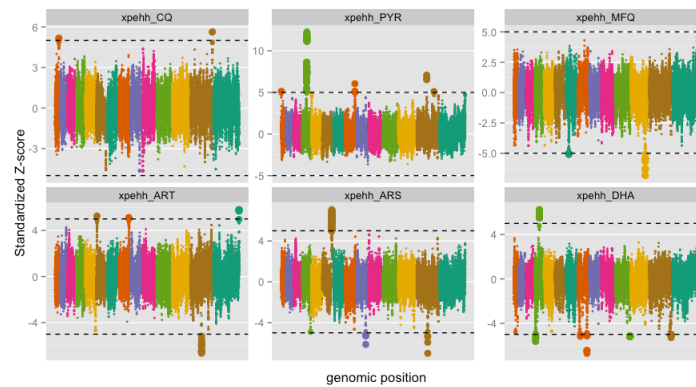 xpehh_CQ
xpehh_PYR
xpehh_MFQ
6
3
0
-3
10
5
0
-5
5.0
2.5
0.0
-2.5
-5.0
Standardized Z-score
xpehh_ART
xpehh_ARS
xpehh_DHA
4
0
-4
4
0
-4
4
0
-4
genomic position